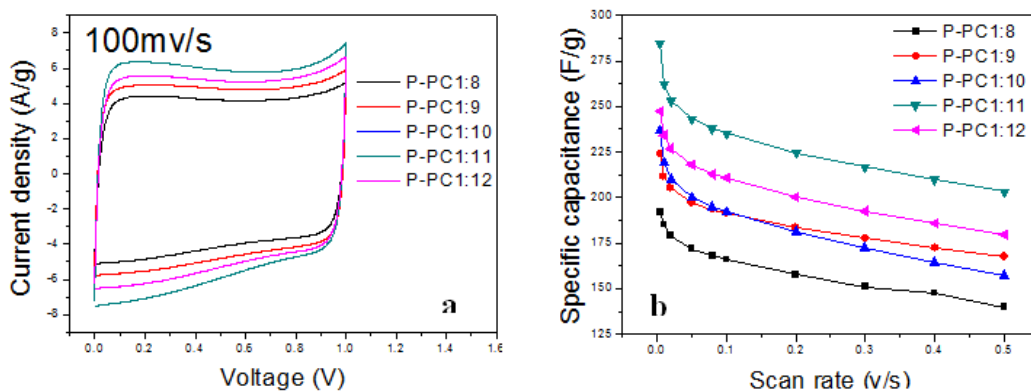 100mv/s
P-PC1:8
P-PC1:9
P-PC1:10
P-PC1:11
P-PC1:12
a
Current density (A/g)
8
6
4
2
0
-2
-4
-6
-8
0.0 0.2 0.4 0.6 0.8 1.0 1.2 1.4 1.6
Voltage (V)
P-PC1:8
P-PC1:9
P-PC1:10
P-PC1:11
P-PC1:12
b
Specific capacitance (F/g)
300
275
250
225
200
175
150
125
0.0 0.1 0.2 0.3 0.4 0.5
Scan rate (v/s)